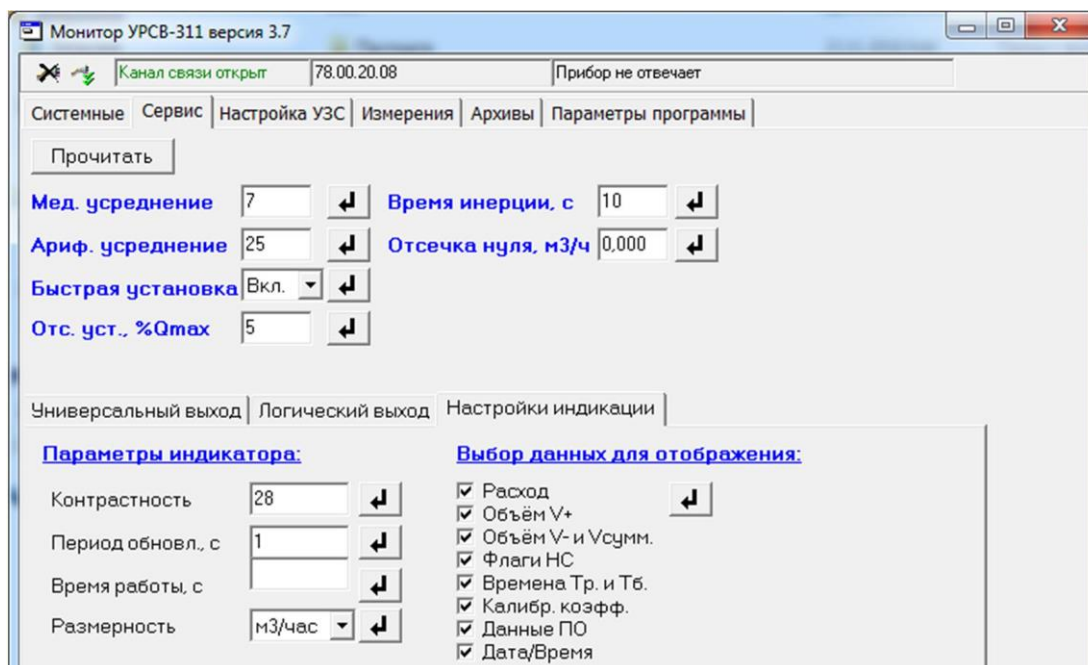 Монитор УРСВ-311 версия 3.7
Канал связи открыт 78.00.20.08 Прибор не отвечает
Системные Сервис Настройка УЗС Измерения Архивы Параметры программы
Прочитать
Мед. усреднение 7 Время инерции, с 10
Ариф. усреднение 25 Отсечка нуля, м3/ч 0,000
Быстрая установка Вкл.
Отс. уст., %Qmax 5
Универсальный выход Логический выход Настройки индикации
Параметры индикатора: Выбор данных для отображения:
Контрастность 28 Расход
Объём V+
Период обновл., с 1 Объём V- и Vсумм.
Флаги НС
Время работы, с Времена Тр. и Тб.
Калибр. коэфф.
Размерность м3/час Данные ПО
Дата/Время